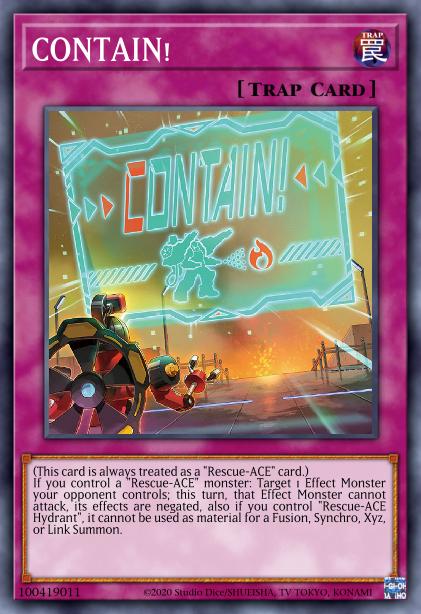 CONTAIN!
TRAP
罠
[TRAP CARD]
CONTAIN!
(This card is always treated as a "Rescue-ACE" card.)
If you control a "Rescue-ACE" monster: Target 1 Effect Monster
your opponent controls; this turn, that Effect Monster cannot
attack, its effects are negated, also if you control "Rescue-ACE
Hydrant", it cannot be used as material for a Fusion, Synchro, Xyz,
or Link Summon.
100419011
©2020 Studio Dice/SHUEISHA, TV TOKYO, KONAMI